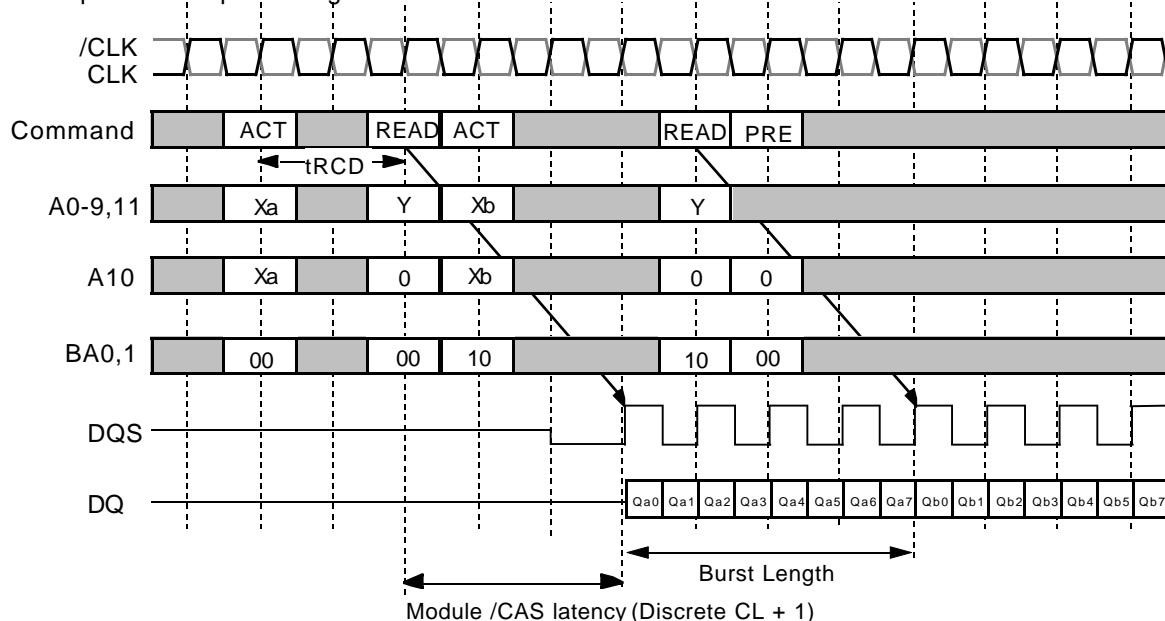 /CLK
CLK
Command ACT READ ACT READ PRE
tRCD
A0-9,11 Xa Y Xb Y
A10 Xa 0 Xb 0 0
BA0,1 00 00 10 10 00
DQS
DQ Qa0 Qa1 Qa2 Qa3 Qa4 Qa5 Qa6 Qa7 Qb0 Qb1 Qb2 Qb3 Qb4 Qb5 Qb7
Burst Length
Module /CAS latency (Discrete CL + 1)